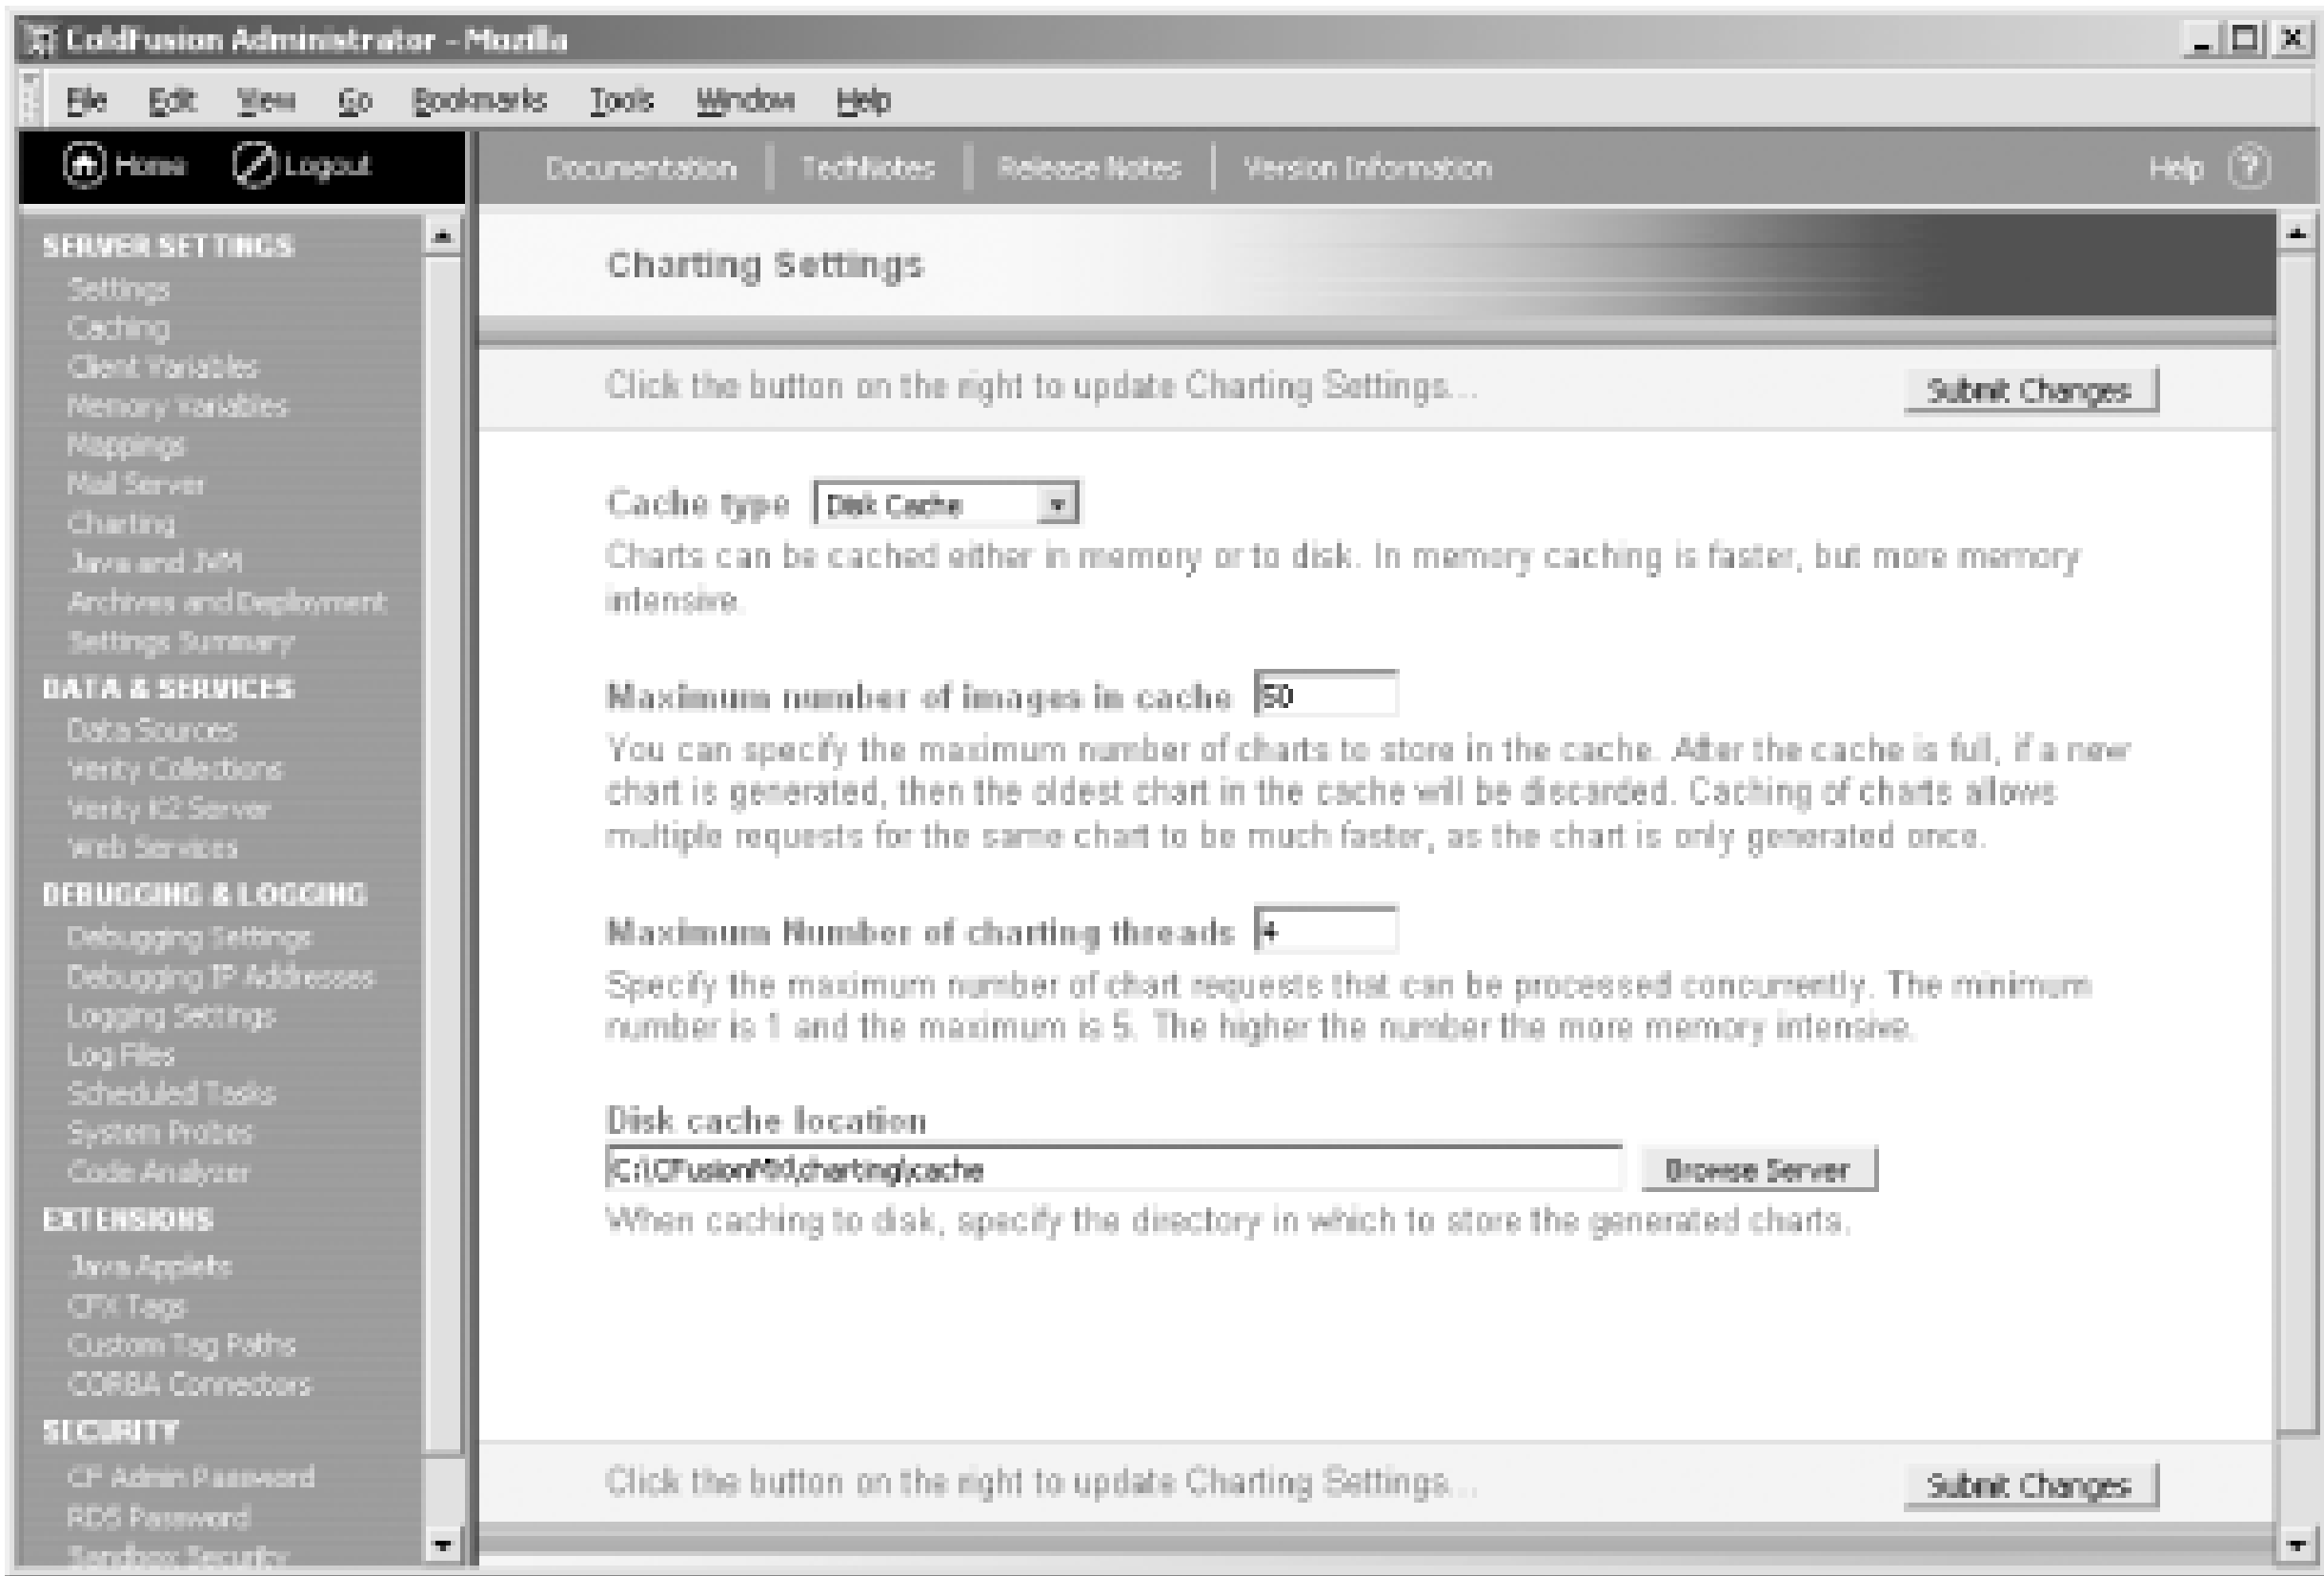 ColdFusion Administrator - Mozilla
File Edit View Go Bookmarks Tools Window Help
Home Logout Documentation TechNotes Release Notes Version Information Help ?
SERVER SETTINGS
Settings
Caching
Client Variables
Memory Variables
Mappings
Mail Server
Charting
Java and JVM
Archives and Deployment
Settings Summary
DATA & SERVICES
Data Sources
Verity Collections
Verity K2 Server
Web Services
DEBUGGING & LOGGING
Debugging Settings
Debugging IP Addresses
Logging Settings
Log Files
Scheduled Tasks
System Probes
Code Analyzer
EXTENSIONS
Java Applets
CFX Tags
Custom Tag Paths
CORBA Connectors
SECURITY
CF Admin Password
RDS Password
Sandbox Security
Charting Settings
Click the button on the right to update Charting Settings... Submit Changes
Cache type Disk Cache
Charts can be cached either in memory or to disk. In memory caching is faster, but more memory
intensive.
Maximum number of images in cache 50
You can specify the maximum number of charts to store in the cache. After the cache is full, if a new
chart is generated, then the oldest chart in the cache will be discarded. Caching of charts allows
multiple requests for the same chart to be much faster, as the chart is only generated once.
Maximum Number of charting threads 4
Specify the maximum number of chart requests that can be processed concurrently. The minimum
number is 1 and the maximum is 5. The higher the number the more memory intensive.
Disk cache location
C:\CFusionMX\charting\cache Browse Server
When caching to disk, specify the directory in which to store the generated charts.
Click the button on the right to update Charting Settings... Submit Changes